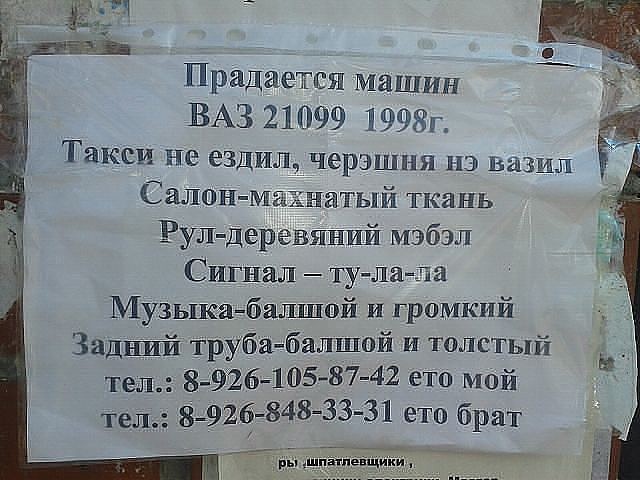 Прадается машин
ВАЗ 21099 1998г.
Такси не ездил, черэшня нэ вазил
Салон-махнатый ткань
Рул-деревяний мэбэл
Сигнал – ту-ла-ла
Музыка-балшой и громкий
Задний труба-балшой и толстый
тел.: 8-926-105-87-42 ето мой
тел.: 8-926-848-33-31 ето брат
ры ,шпатлевщики ,